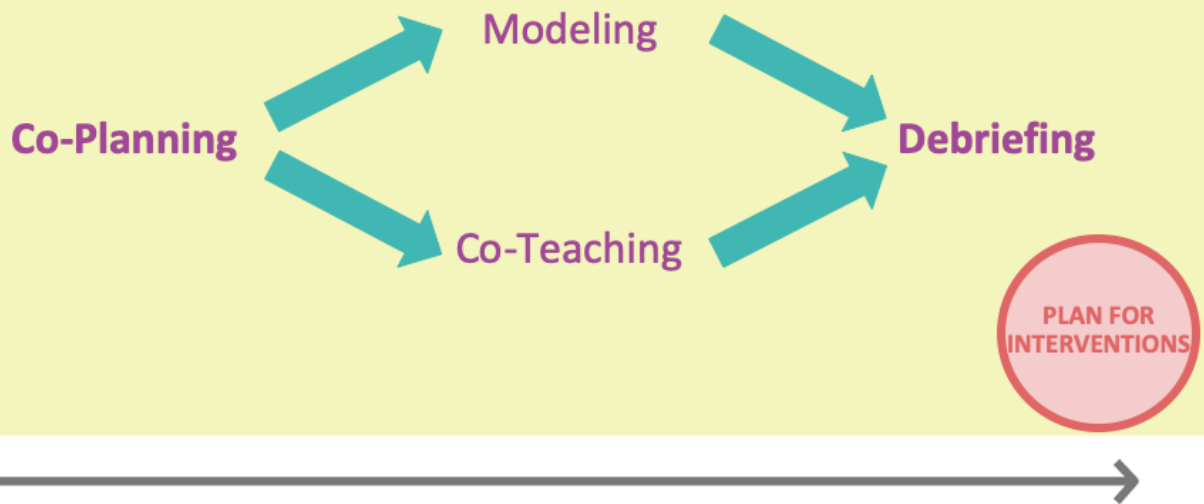 Modeling
Co-Planning
Debriefing
Co-Teaching
PLAN FOR
INTERVENTIONS